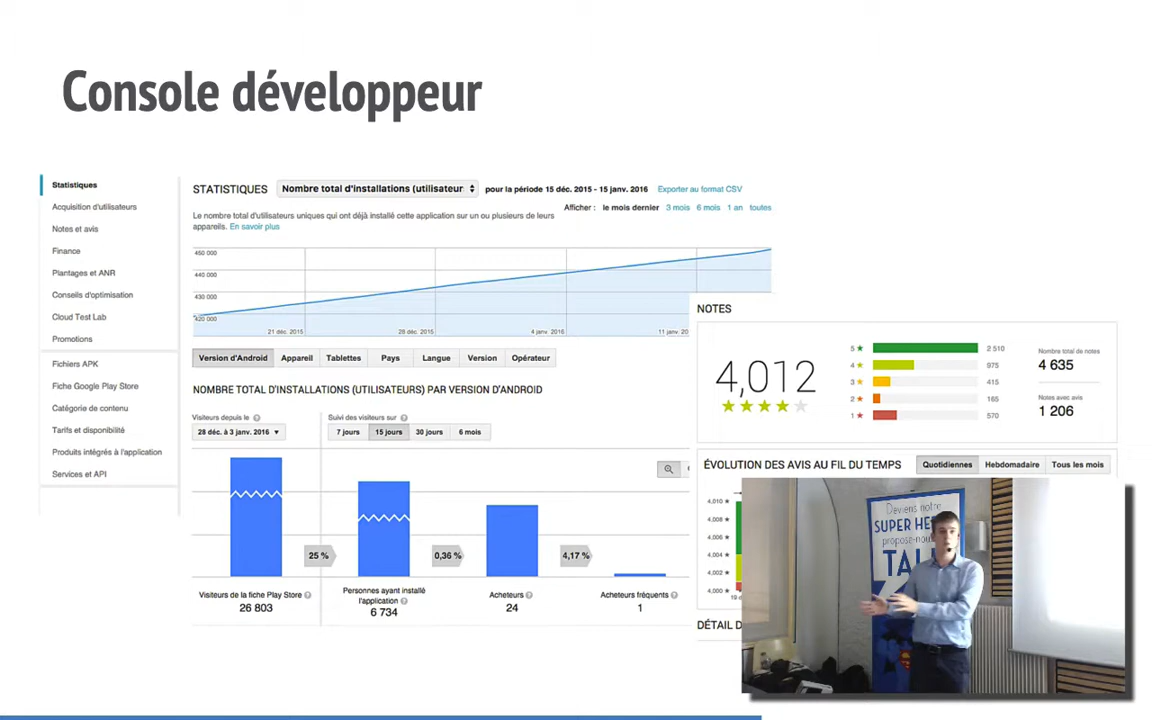 Console développeur
Statistiques
Acquisition d'utilisateurs
Notes et avis
Finance
Plantages et ANR
Conseils d'optimisation
Cloud Test Lab
Promotions
Fichiers APK
Fiche Google Play Store
Catégorie de contenu
Tarifs et disponibilité
Produits intégrés à l'application
Services et API
STATISTIQUES Nombre total d'installations (utilisateur pour la période 15 déc. 2015 - 15 janv. 2016 Exporter au format CSV
Le nombre total d'utilisateurs uniques qui ont déjà installé cette application sur un ou plusieurs de leurs
appareils. En savoir plus
Afficher : le mois dernier 3 mois 6 mois 1 an toutes
440 000
430 000
420 000
21 déc. 2015 28 déc. 2015 4 janv. 2016 11 janv. 20
Version d'Android Appareil Tablettes Pays Langue Version Opérateur
NOMBRE TOTAL D'INSTALLATIONS (UTILISATEURS) PAR VERSION D'ANDROID
Visiteurs depuis le ?
28 déc. à 3 janv. 2016
Suivi des visiteurs sur ?
7 jours 15 jours 30 jours 6 mois
25 % 0,36 % 4,17 %
Visiteurs de la fiche Play Store ?
26 803
Personnes ayant installé
l'application ?
6 734
Acheteurs ?
24
Acheteurs fréquents ?
1
NOTES
4,012
5 ★ 2 510
4 ★ 975
3 ★ 415
2 ★ 165
1 ★ 570
Nombre total de notes
4 635
Notes avec avis
1 206
ÉVOLUTION DES AVIS AU FIL DU TEMPS Quotidiennes Hebdomadaire Tous les mois
4,010 ★
4,008 ★
4,006 ★
4,004 ★
4,002 ★
4,000 ★
DÉTAIL D
Deviens notre
SUPER HE
propose-nou
TAL